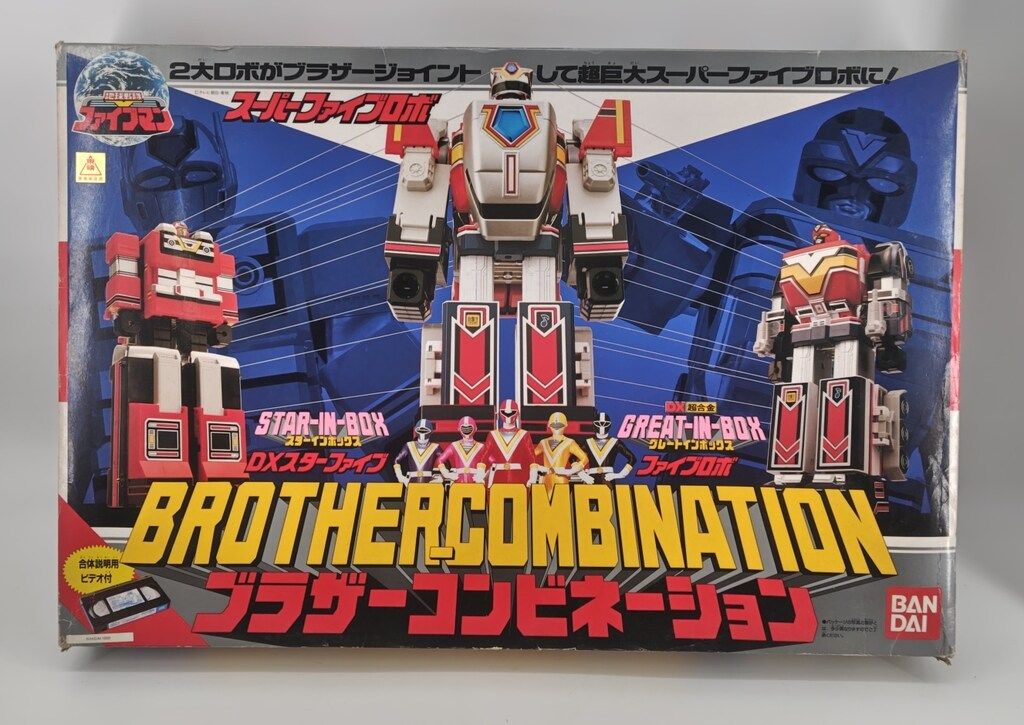 2大ロボがブラザージョイントして超巨大スーパーファイブロボに!
地球戦隊
ファイブマン
スーパーファイブロボ
STAR-IN-BOX
スターインボックス
DXスターファイブ
DX超合金
GREAT-IN-BOX
グレートインボックス
ファイブロボ
BROTHER COMBINATION
ブラザーコンビネーション
合体説明用
ビデオ付
BAN
DAI